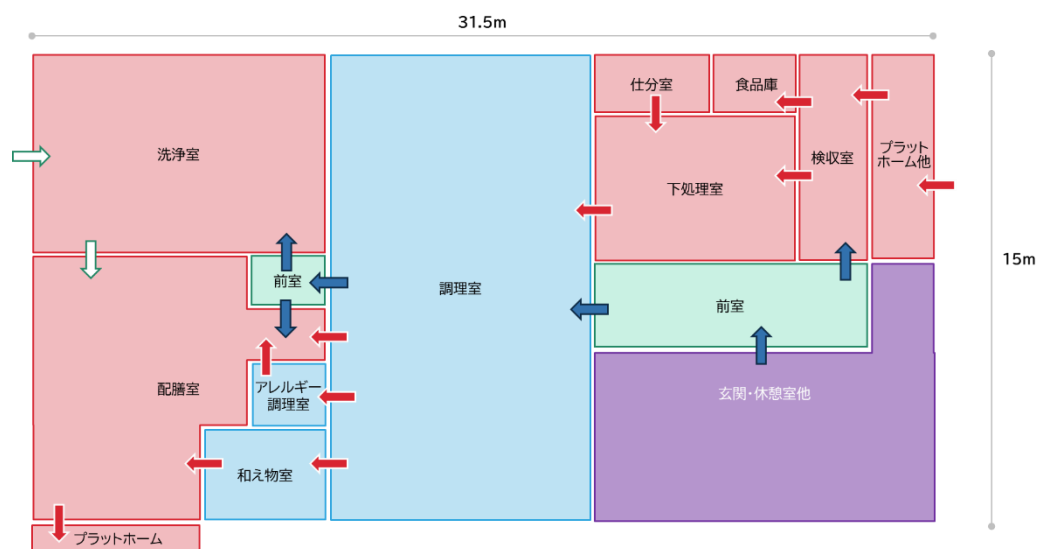 31.5m
仕分室
食品庫
洗浄室
検収室
プラット
ホーム他
下処理室
15m
前室
調理室
前室
配膳室
アレルギー
調理室
玄関・休憩室他
和え物室
プラットホーム